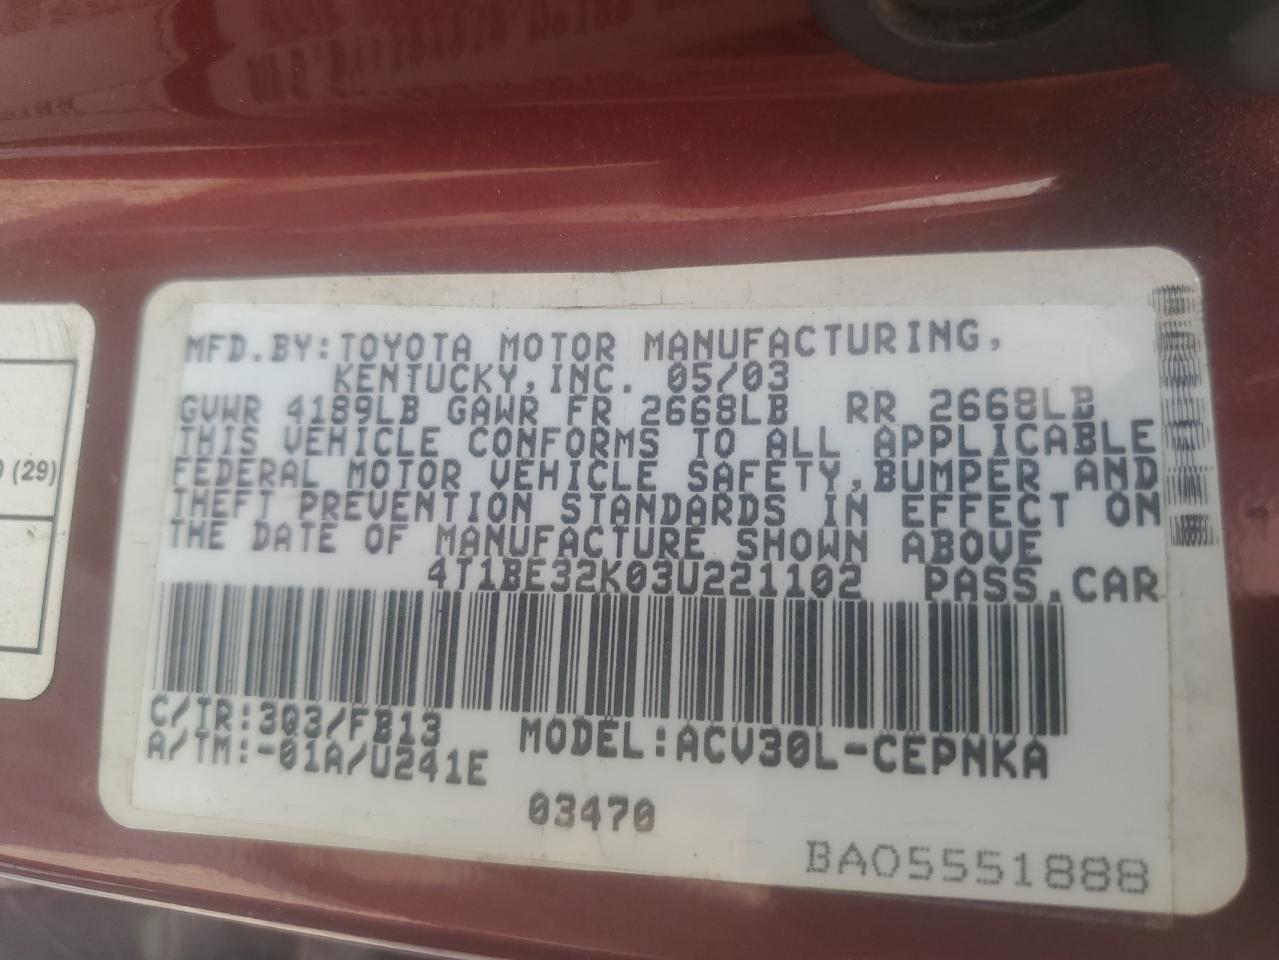 MFD.BY:TOYOTA MOTOR MANUFACTURING,
KENTUCKY,INC. 05/03
GVWR 4189LB GAWR FR 2668LB RR 2668LB
THIS VEHICLE CONFORMS TO ALL APPLICABLE
FEDERAL MOTOR VEHICLE SAFETY,BUMPER AND
THEFT PREVENTION STANDARDS IN EFFECT ON
THE DATE OF MANUFACTURE SHOWN ABOVE
4T1BE32K03U221102 PASS.CAR
C/TR:3Q3/FB13 MODEL:ACV30L-CEPNKA
A/TM:-01A/U241E
03470
BA05551888
(29)